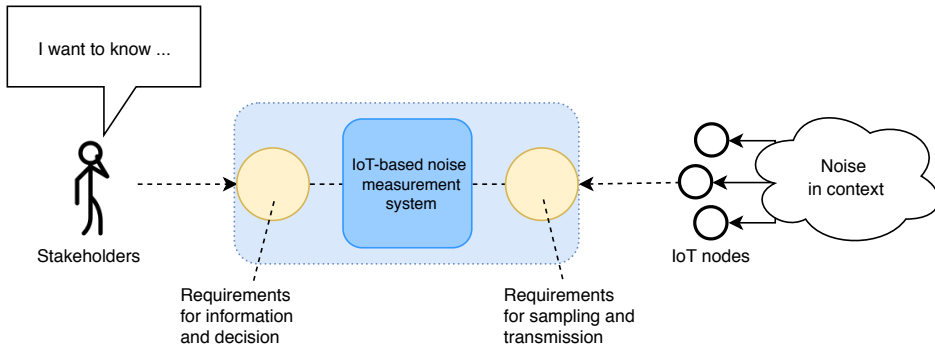 I want to know ...
IoT-based noise
measurement
system
Noise
in context
Stakeholders
IoT nodes
Requirements
for information
and decision
Requirements
for sampling and
transmission